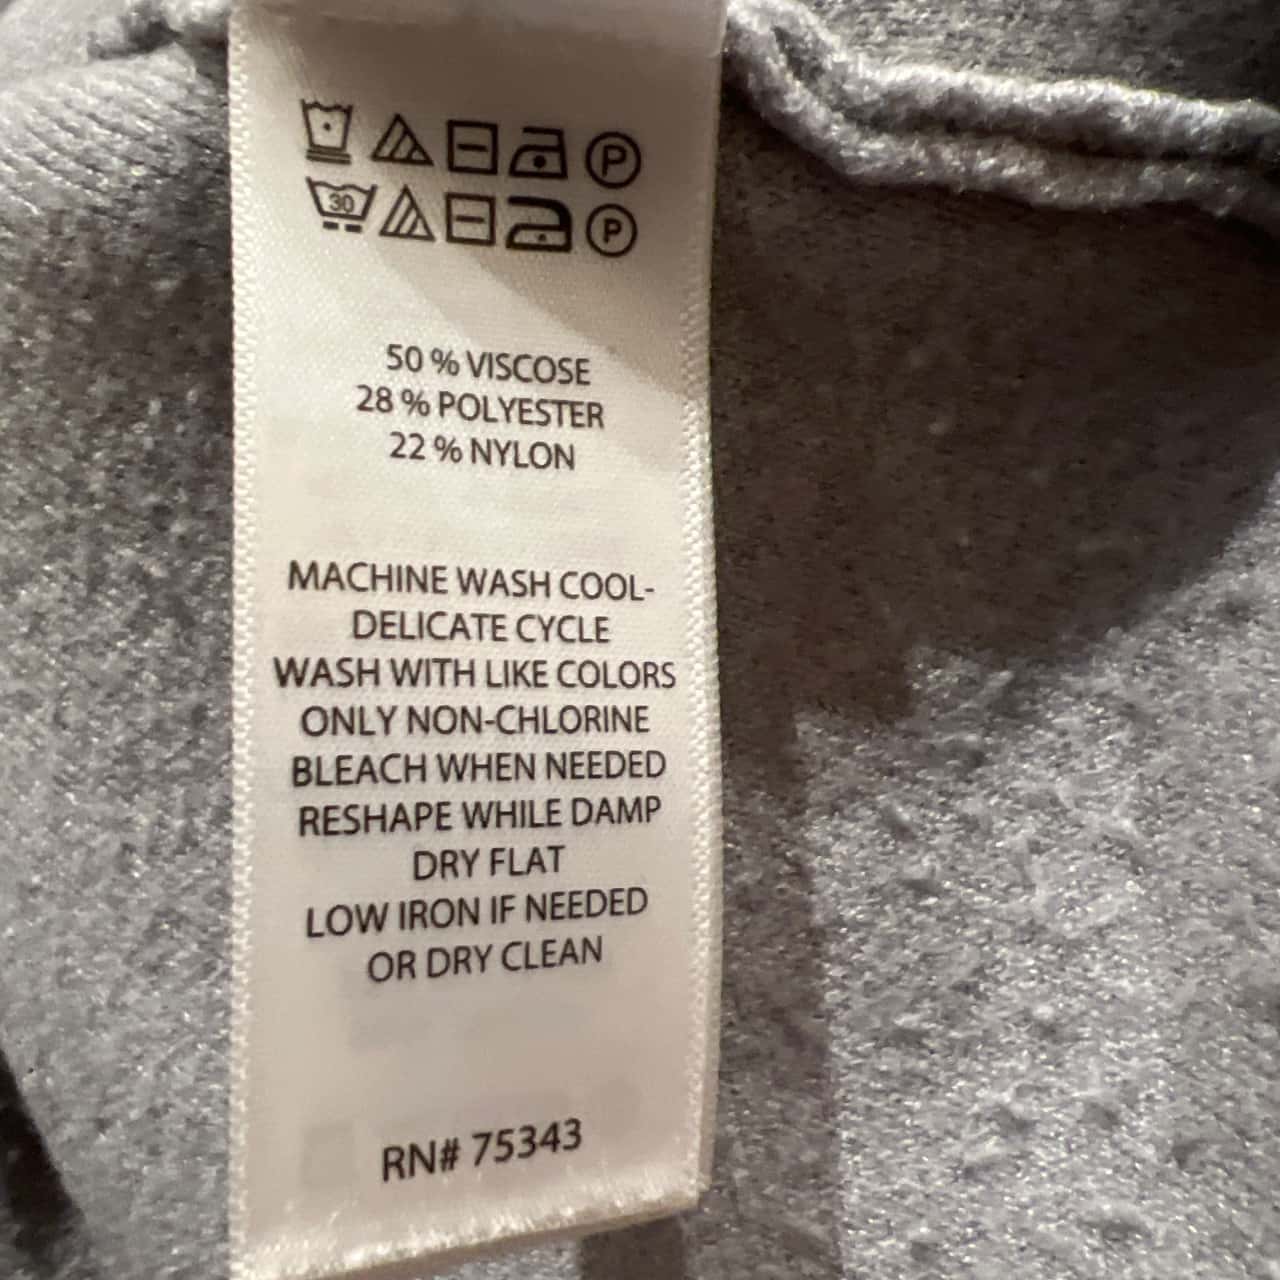 P
30 P
50 % VISCOSE
28 % POLYESTER
22 % NYLON
MACHINE WASH COOL-
DELICATE CYCLE
WASH WITH LIKE COLORS
ONLY NON-CHLORINE
BLEACH WHEN NEEDED
RESHAPE WHILE DAMP
DRY FLAT
LOW IRON IF NEEDED
OR DRY CLEAN
RN# 75343